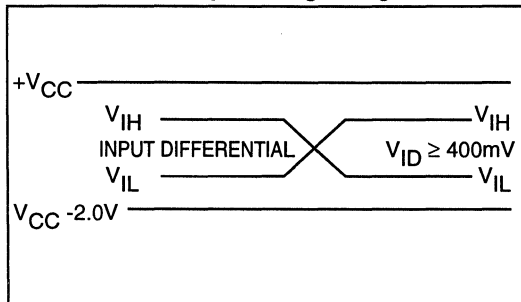 +VCC
VIH VIH
INPUT DIFFERENTIAL VID ≥ 400mV
VIL VIL
VCC -2.0V